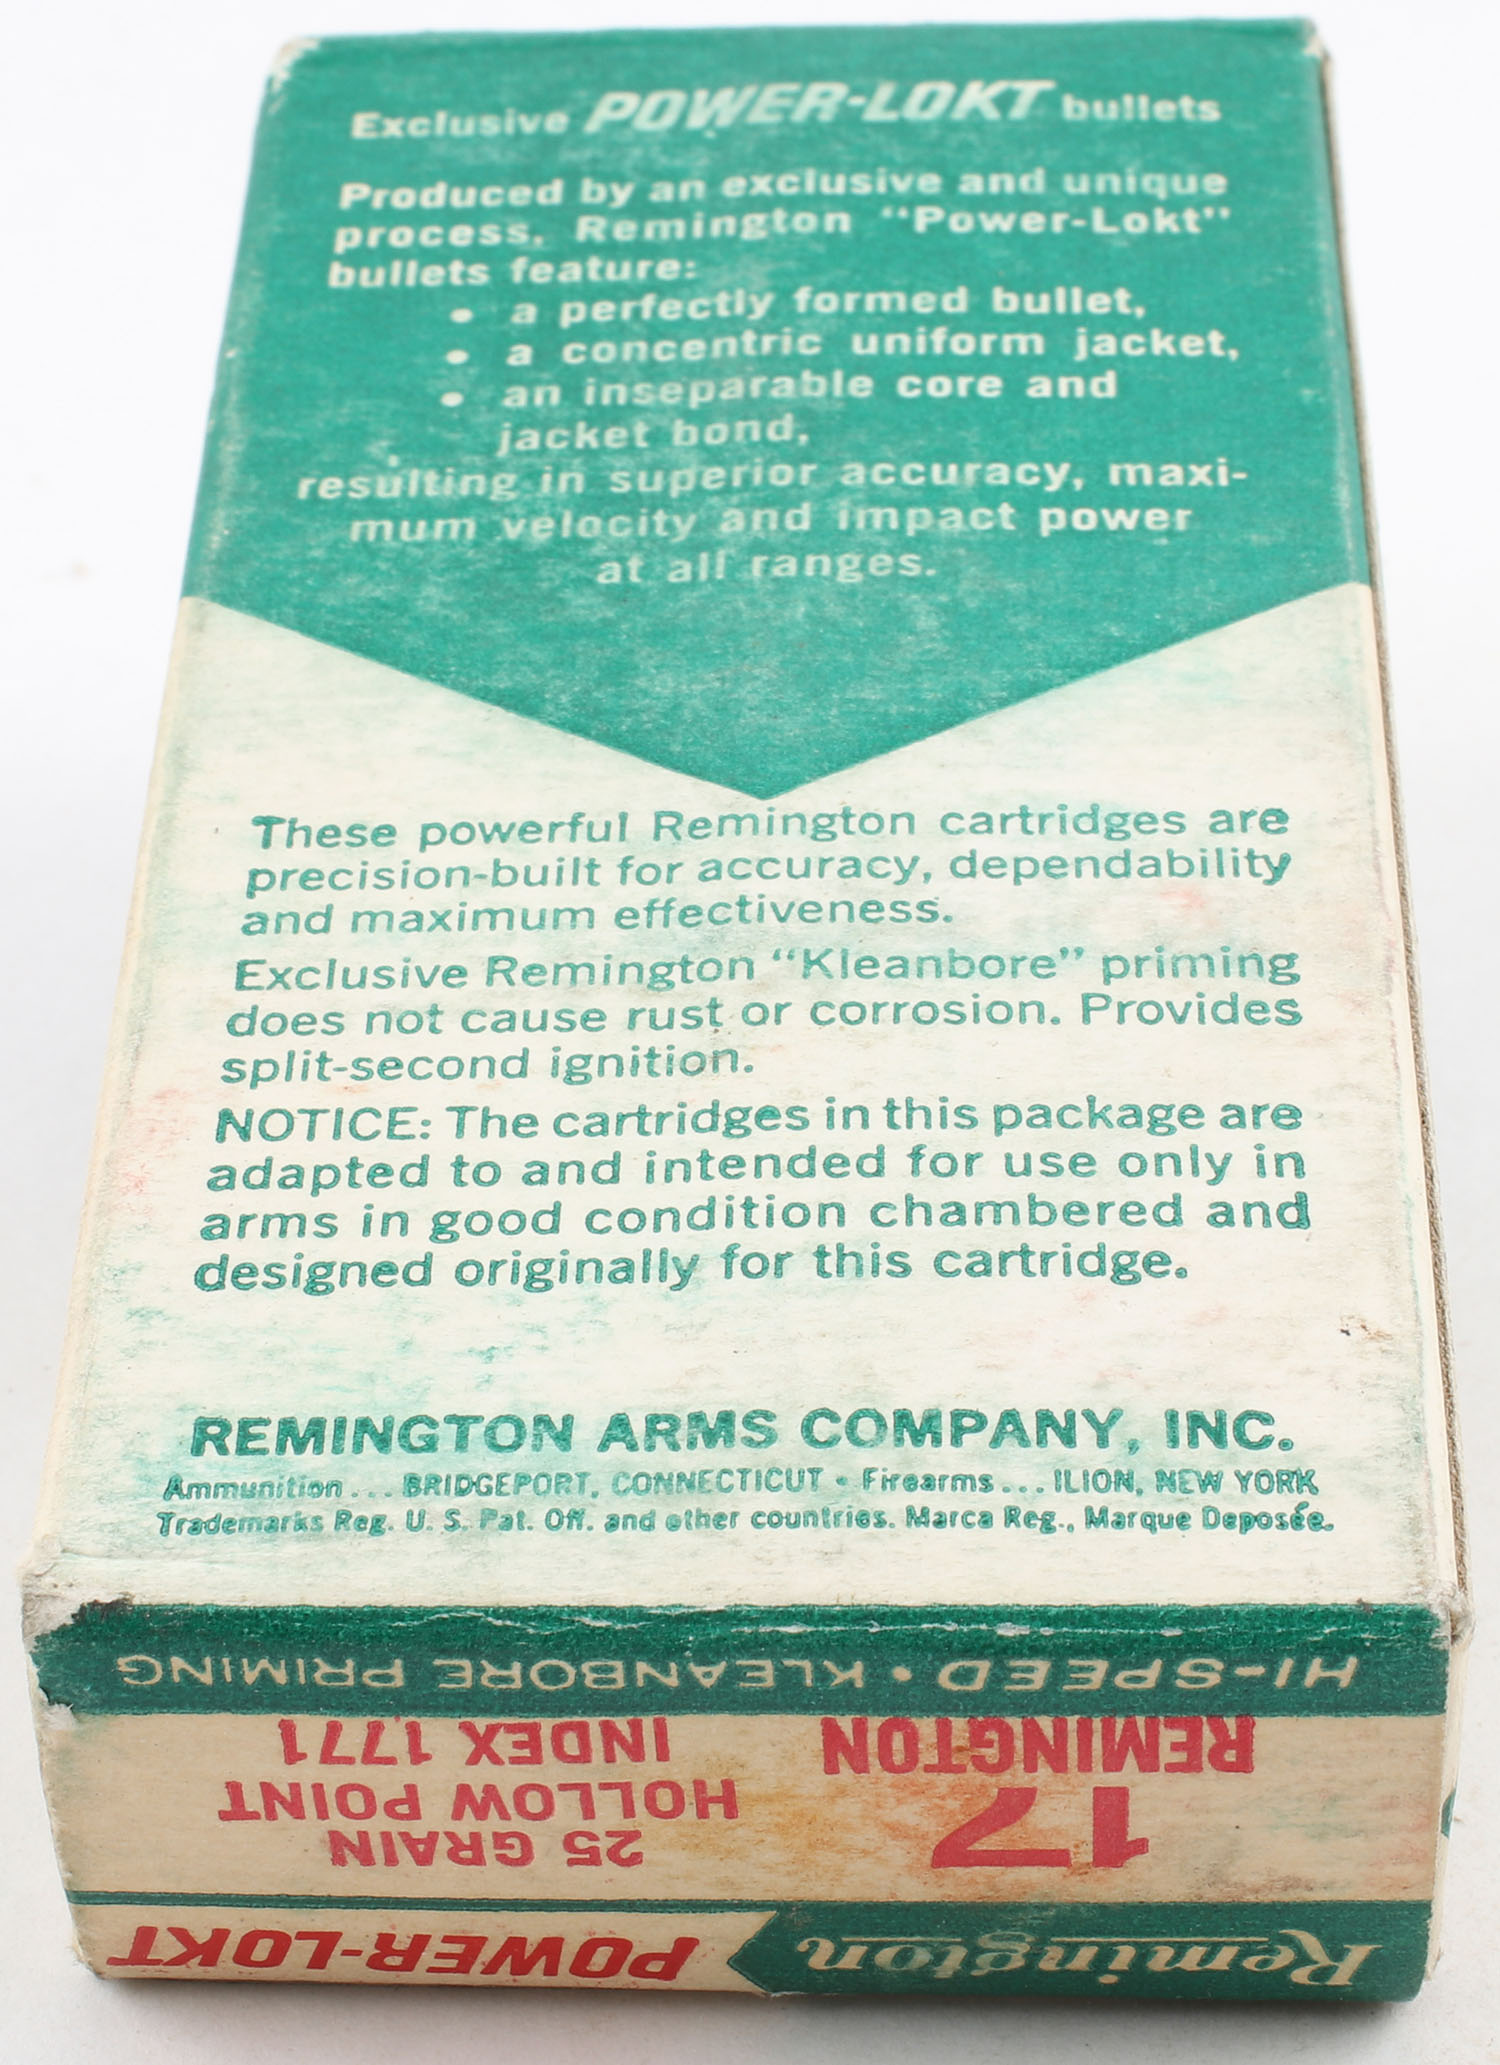 Exclusive POWER-LOKT bullets
Produced by an exclusive and unique
process, Remington "Power-Lokt"
bullets feature:
• a perfectly formed bullet,
• a concentric uniform jacket,
• an inseparable core and
jacket bond,
resulting in superior accuracy, maxi-
mum velocity and impact power
at all ranges.
These powerful Remington cartridges are
precision-built for accuracy, dependability
and maximum effectiveness.
Exclusive Remington "Kleanbore" priming
does not cause rust or corrosion. Provides
split-second ignition.
NOTICE: The cartridges in this package are
adapted to and intended for use only in
arms in good condition chambered and
designed originally for this cartridge.
REMINGTON ARMS COMPANY, INC.
Ammunition... BRIDGEPORT, CONNECTICUT • Firearms... ILION, NEW YORK
Trademarks Reg. U. S. Pat. Off. and other countries. Marca Reg., Marque Deposée.
Remington POWER-LOKT
17 REMINGTON
25 GRAIN
HOLLOW POINT
INDEX 1,771
HI-SPEED • KLEANBORE PRIMING